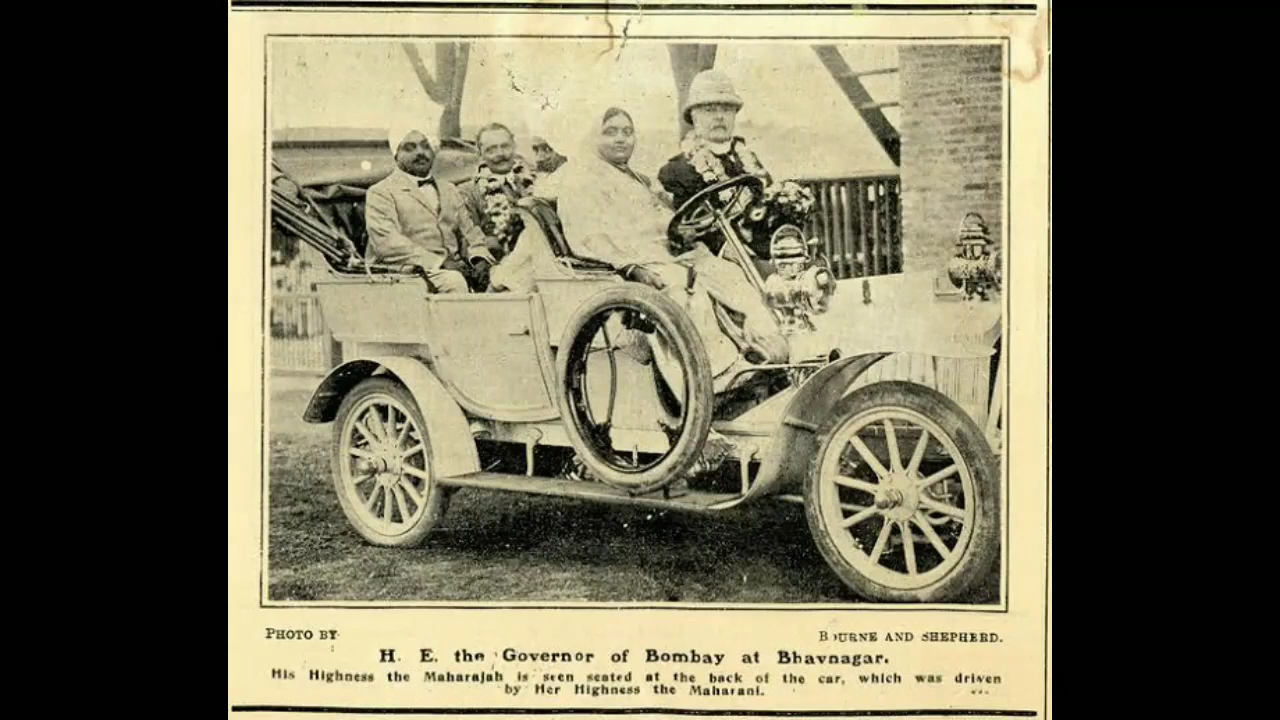 PHOTO BY
BOURNE AND SHEPHERD.
H. E. the Governor of Bombay at Bhavnagar.
His Highness the Maharajah is seen seated at the back of the car, which was driven
by Her Highness the Maharani.